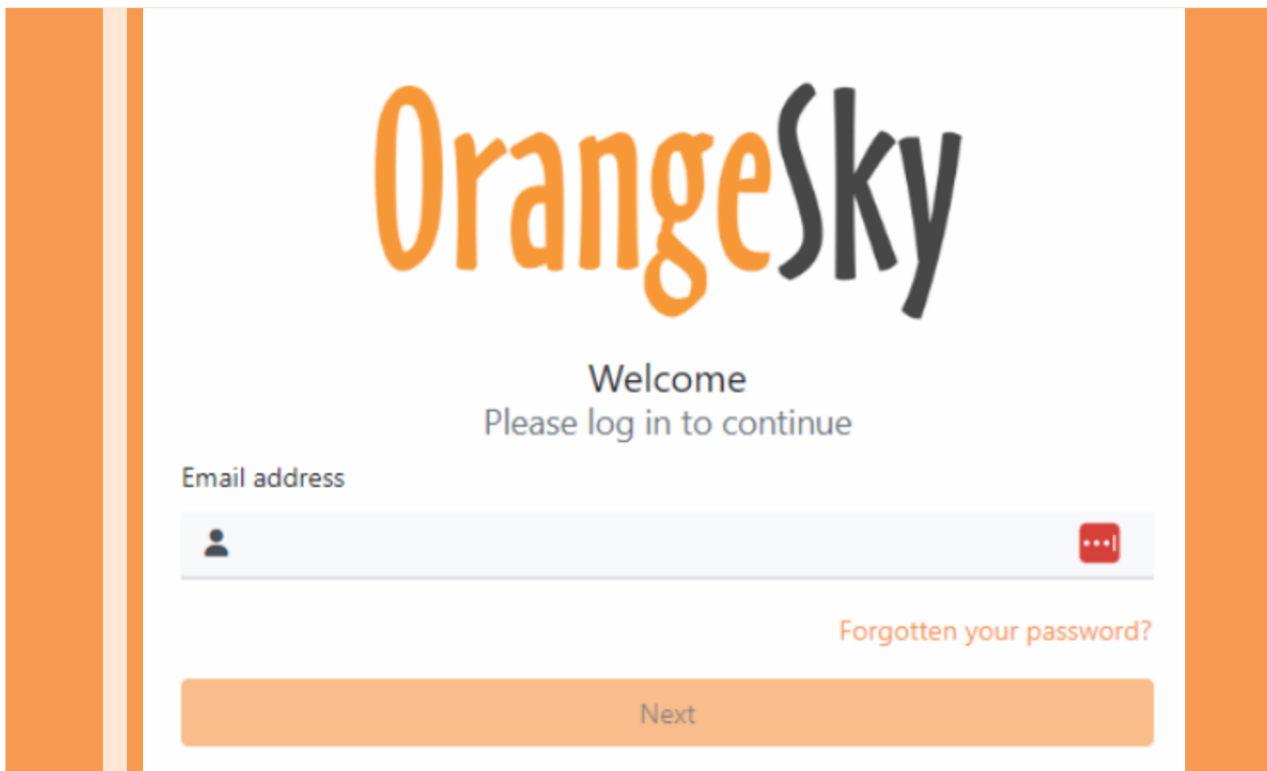 OrangeSky
Welcome
Please log in to continue
Email address
Forgotten your password?
Next